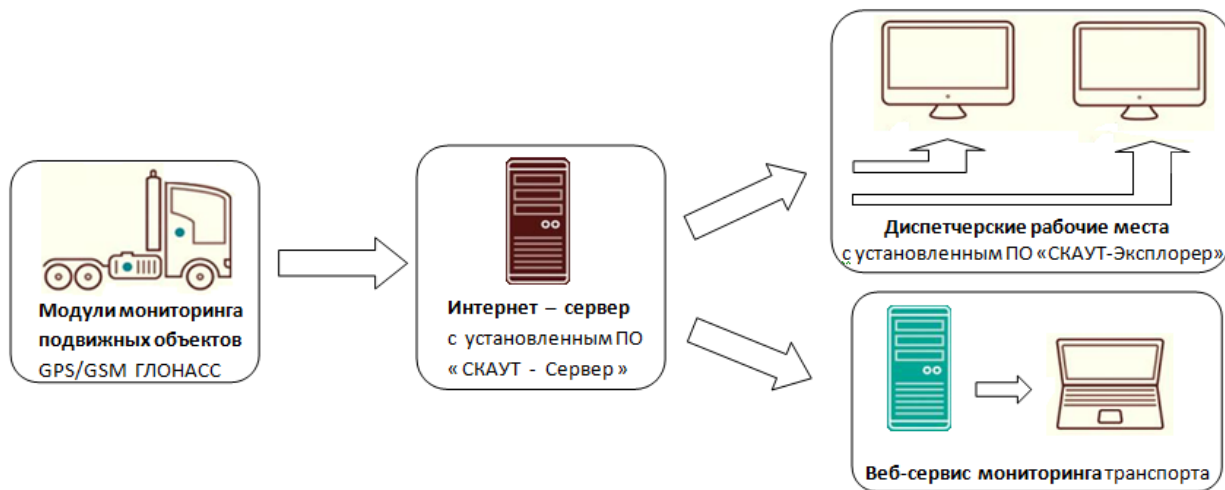 Модули мониторинга
подвижных объектов
GPS/GSM ГЛОНАСС
Интернет – сервер
с установленным ПО
« СКАУТ - Сервер »
Диспетчерские рабочие места
с установленным ПО «СКАУТ-Эксплорер»
Веб-сервис мониторинга транспорта